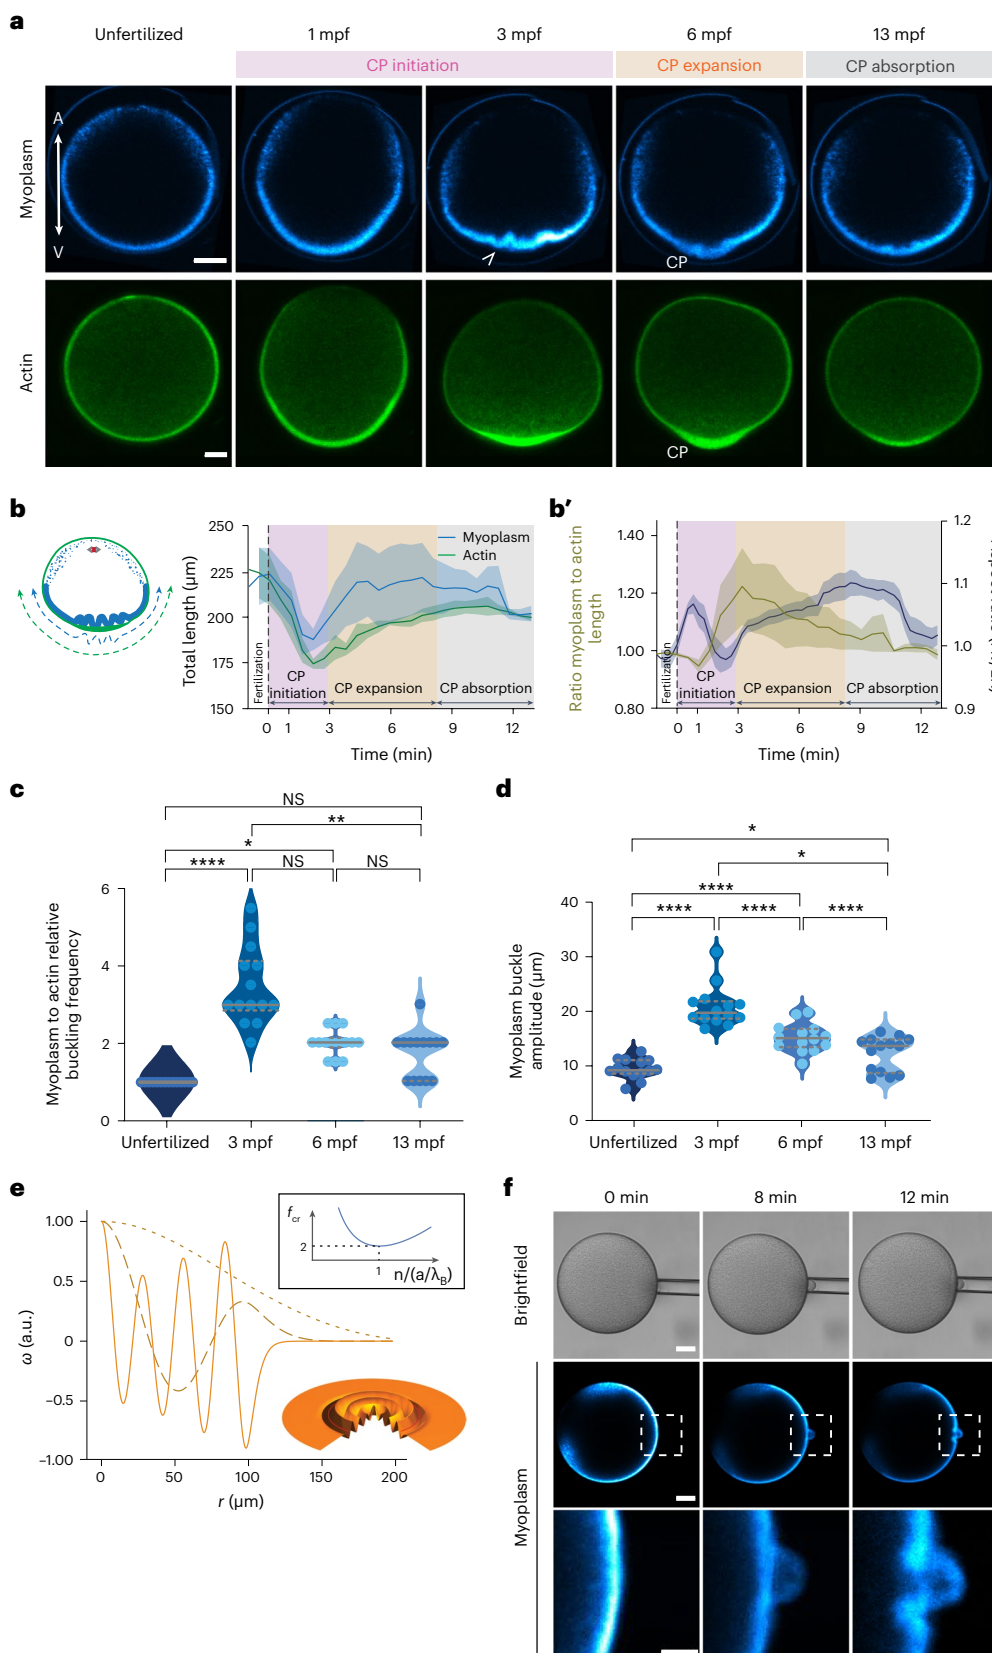 a
Unfertilized
1 mpf
3 mpf
6 mpf
13 mpf
CP initiation
CP expansion
CP absorption
Myoplasm
A
V
CP
Actin
CP
b
Total length (µm)
250
225
200
175
150
Myoplasm
Actin
Fertilization
CP
initiation
CP expansion
CP absorption
0 1 3 6 9 12
Time (min)
b′
Ratio myoplasm to actin
length
1.40
1.20
1.00
0.80
1.2
1.1
1.0
0.9
Fertilization
CP
initiation
CP expansion
CP absorption
0 1 3 6 9 12
Time (min)
c
NS
**
*
**** NS NS
Myoplasm to actin relative
buckling frequency
6
4
2
0
Unfertilized 3 mpf 6 mpf 13 mpf
d
*
*
****
**** **** ****
Myoplasm buckle
amplitude (µm)
40
30
20
10
0
Unfertilized 3 mpf 6 mpf 13 mpf
e
ω (a.u.)
1.00
0.5
0
−0.5
−1.00
fcr
2
1
n/(a/λB)
0 50 100 150 200
r (µm)
f
0 min 8 min 12 min
Brightfield
Myoplasm